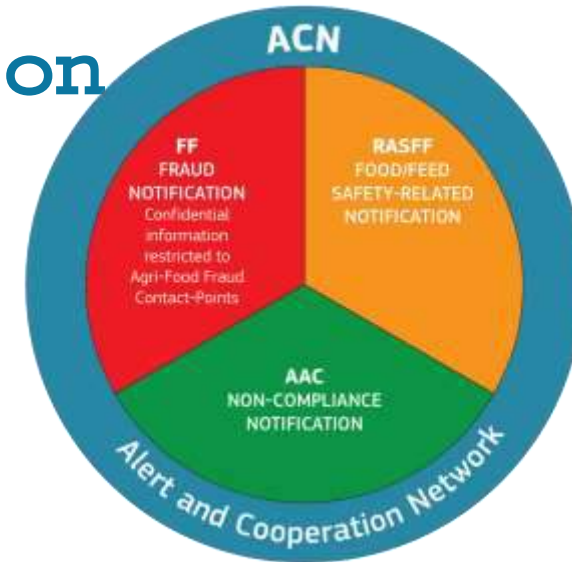 on
ACN
FF
FRAUD
NOTIFICATION
Confidential
information
restricted to
Agri-Food Fraud
Contact-Points
RASFF
FOOD/FEED
SAFETY-RELATED
NOTIFICATION
AAC
NON-COMPLIANCE
NOTIFICATION
Alert and Cooperation Network